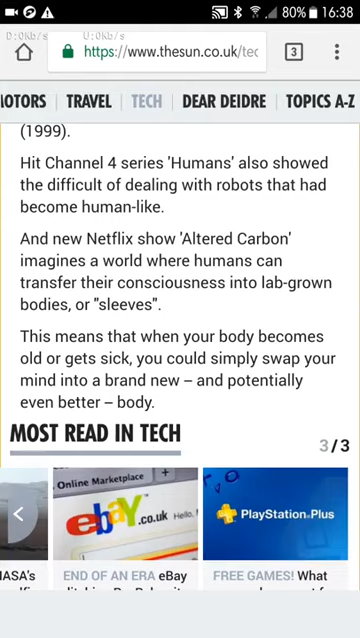 80% 16:38
D:0Kb/s U:0Kb/s
https://www.thesun.co.uk/tec
3
MOTORS TRAVEL TECH DEAR DEIDRE TOPICS A-Z
(1999).
Hit Channel 4 series 'Humans' also showed
the difficult of dealing with robots that had
become human-like.
And new Netflix show 'Altered Carbon'
imagines a world where humans can
transfer their consciousness into lab-grown
bodies, or "sleeves".
This means that when your body becomes
old or gets sick, you could simply swap your
mind into a brand new – and potentially
even better – body.
MOST READ IN TECH
3/3
Online Marketplace
ebay™.co.uk Hello.
PlayStation Plus
END OF AN ERA eBay
FREE GAMES! What